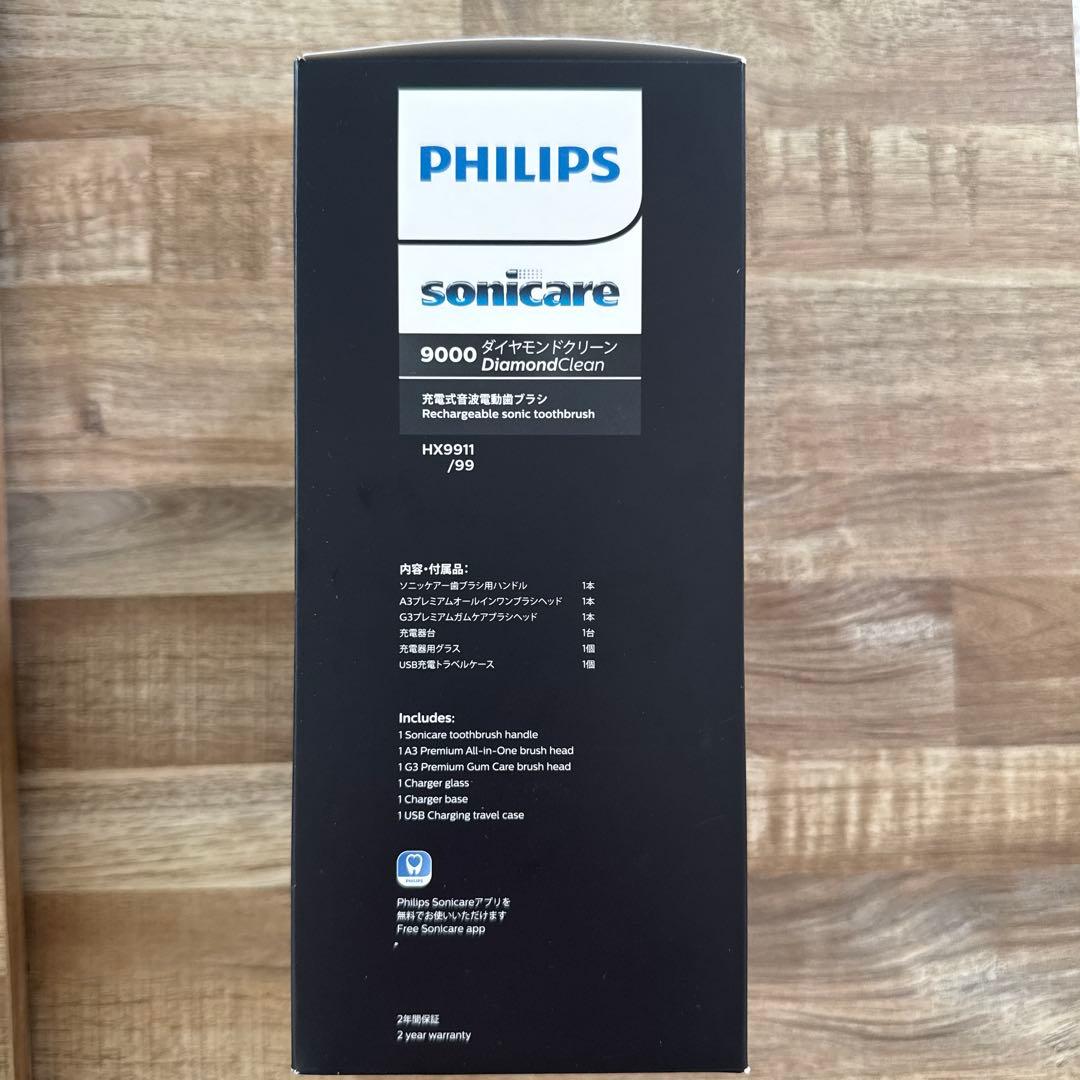 PHILIPS
sonicare
9000 ダイヤモンドクリーン
DiamondClean
充電式音波電動歯ブラシ
Rechargeable sonic toothbrush
HX9911
/99
内容・付属品：
ソニッケアー歯ブラシ用ハンドル 1本
A3プレミアムオールインワンブラシヘッド 1本
G3プレミアムガムケアブラシヘッド 1本
充電器台 1台
充電器用グラス 1個
USB充電トラベルケース 1個
Includes:
1 Sonicare toothbrush handle
1 A3 Premium All-in-One brush head
1 G3 Premium Gum Care brush head
1 Charger glass
1 Charger base
1 USB Charging travel case
PHILIPS
Philips Sonicareアプリを
無料でお使いいただけます
Free Sonicare app
2年間保証
2 year warranty